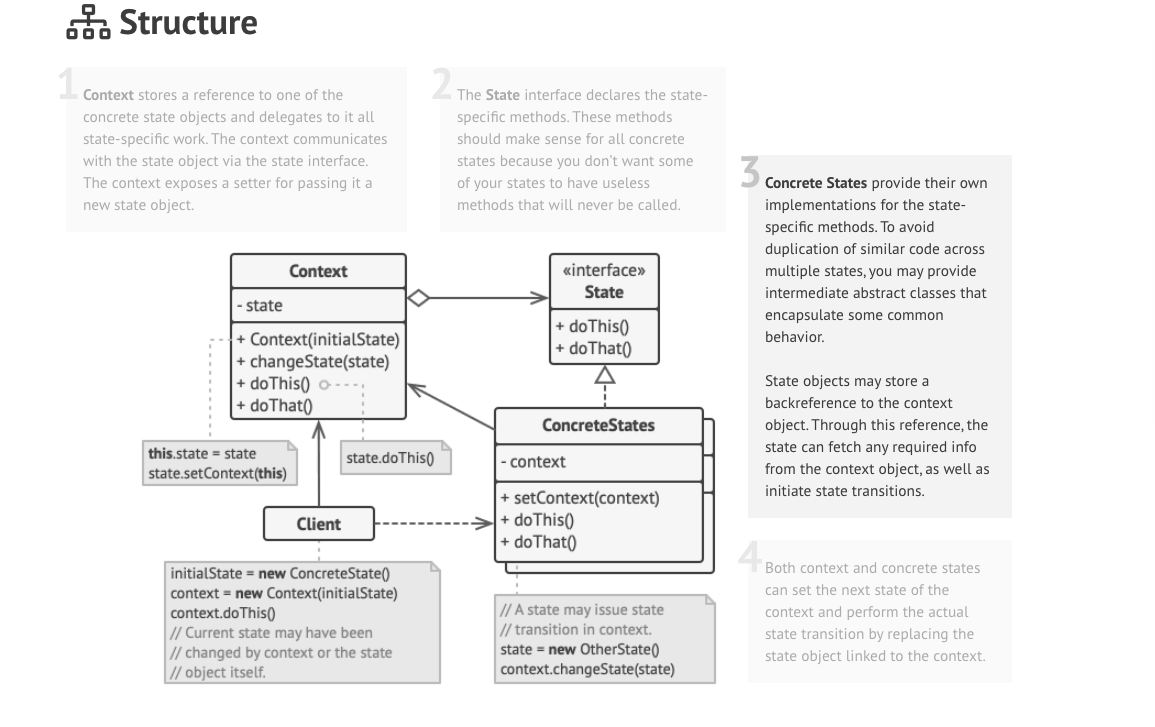 Structure
1
Context stores a reference to one of the
concrete state objects and delegates to it all
state-specific work. The context communicates
with the state object via the state interface.
The context exposes a setter for passing it a
new state object.
2
The State interface declares the state-
specific methods. These methods
should make sense for all concrete
states because you don't want some
of your states to have useless
methods that will never be called.
3
Concrete States provide their own
implementations for the state-
specific methods. To avoid
duplication of similar code across
multiple states, you may provide
intermediate abstract classes that
encapsulate some common
behavior.
State objects may store a
backreference to the context
object. Through this reference, the
state can fetch any required info
from the context object, as well as
initiate state transitions.
Context
- state
+ Context(initialState)
+ changeState(state)
+ doThis()
+ doThat()
«interface»
State
+ doThis()
+ doThat()
this.state = state
state.setContext(this)
state.doThis()
ConcreteStates
- context
+ setContext(context)
+ doThis()
+ doThat()
Client
initialState = new ConcreteState()
context = new Context(initialState)
context.doThis()
// Current state may have been
// changed by context or the state
// object itself.
// A state may issue state
// transition in context.
state = new OtherState()
context.changeState(state)
4
Both context and concrete states
can set the next state of the
context and perform the actual
state transition by replacing the
state object linked to the context.